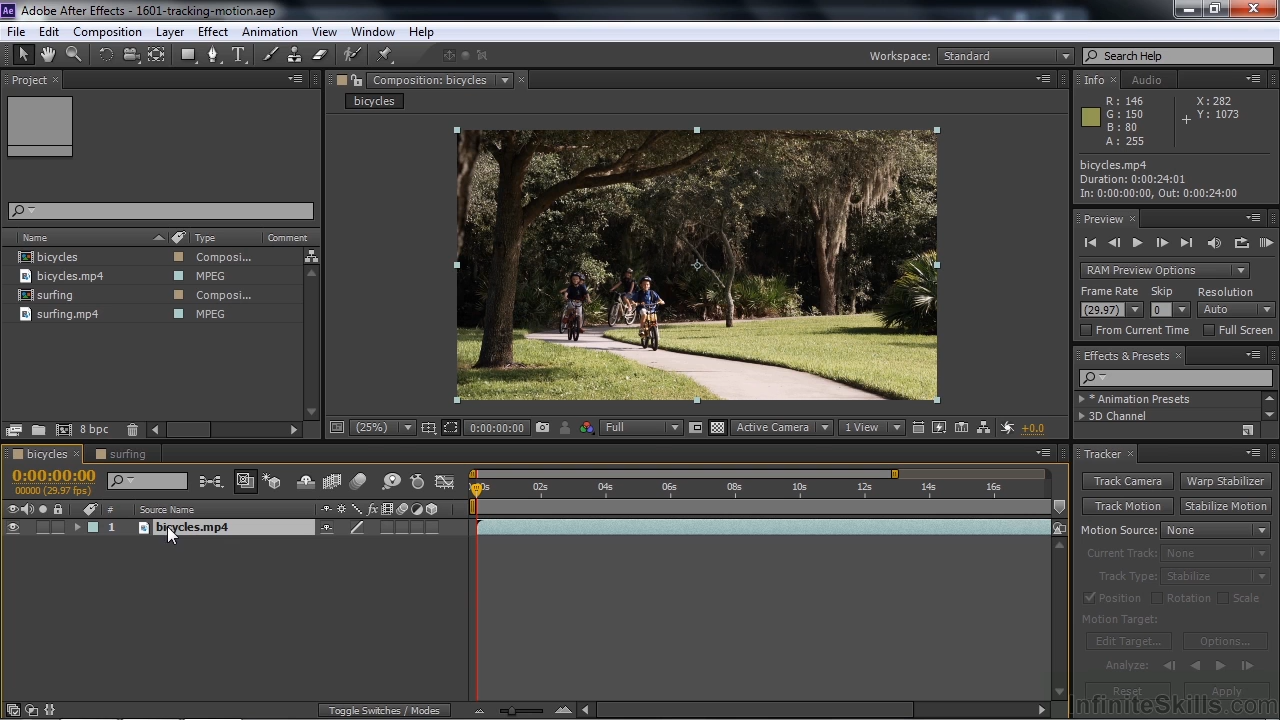 Ae Adobe After Effects - 1601-tracking-motion.aep
File Edit Composition Layer Effect Animation View Window Help
Workspace: Standard
Search Help
Project
Name Type Comment
bicycles Composi...
bicycles.mp4 MPEG
surfing Composi...
surfing.mp4 MPEG
8 bpc
Composition: bicycles
bicycles
(25%) 0:00:00:00 Full Active Camera 1 View +0.0
Info Audio
R : 146 X : 282
G : 150 Y : 1073
B : 80
A : 255
bicycles.mp4
Duration: 0:00:24:01
In: 0:00:00:00, Out: 0:00:24:00
Preview
RAM Preview Options
Frame Rate Skip Resolution
(29.97) 0 Auto
From Current Time Full Screen
Effects & Presets
* Animation Presets
3D Channel
bicycles surfing
0:00:00:00
00000 (29.97 fps)
00s 02s 04s 06s 08s 10s 12s 14s 16s
# Source Name
1 bicycles.mp4
Toggle Switches / Modes
Tracker
Track Camera Warp Stabilizer
Track Motion Stabilize Motion
Motion Source: None
Current Track: None
Track Type: Stabilize
Position Rotation Scale
Motion Target:
Edit Target... Options...
Analyze:
Reset Apply
InfiniteSkills.com